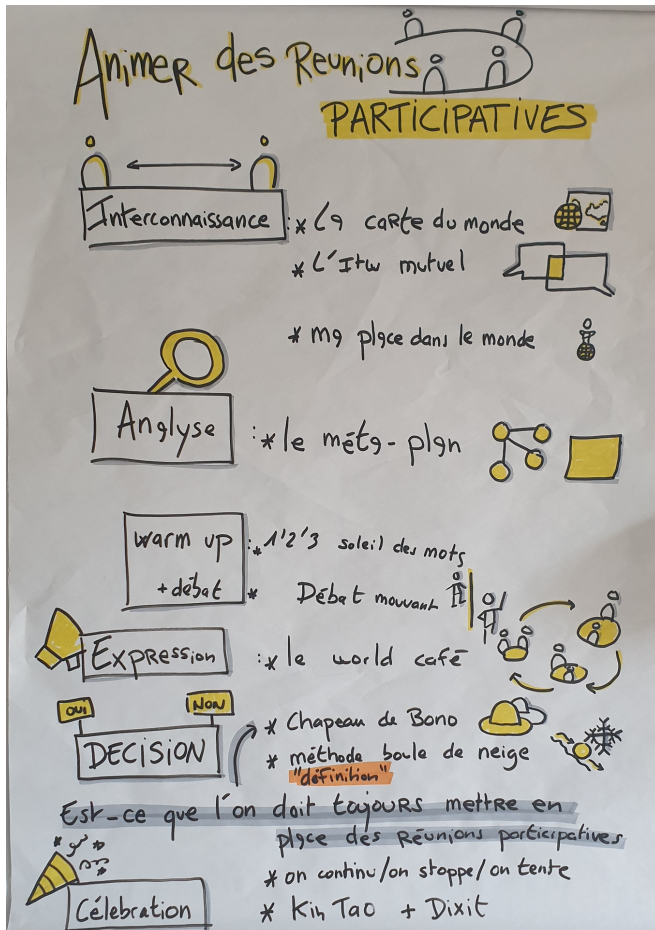 Animer des Reunions
PARTICIPATIVES
Interconnaissance : * La carte du monde
* L'Itw mutuel
* ma place dans le monde
Analyse : * le méta-plan
warm up : * 1'2'3 soleil des mots
+ débat * Débat mouvant
Expression : * le world café
OUI NON
DECISION * Chapeau de Bono
* méthode boule de neige
"définition"
Est-ce que l'on doit toujours mettre en
place des Réunions participatives
* on continu/on stoppe/on tente
Célebration * Kin Tao + Dixit